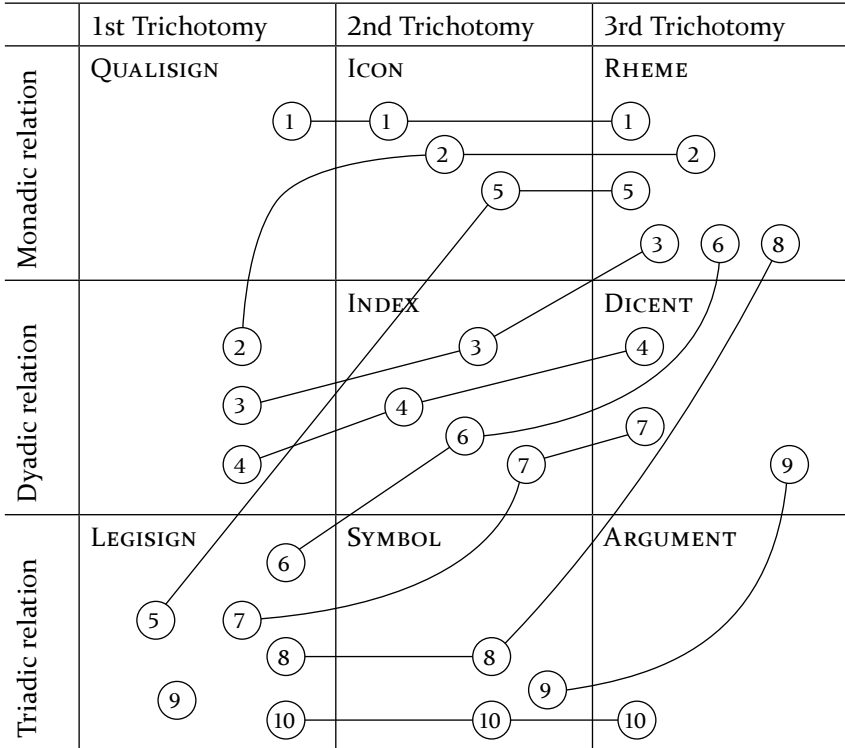 1st Trichotomy 2nd Trichotomy 3rd Trichotomy
Monadic relation
Qualisign Icon Rheme
1 1 1
2 2
5 5
3 6 8
Dyadic relation
Index Dicent
2 3 4
3 4
6 7
4 7 9
Triadic relation
Legisign Symbol Argument
6
5 7
8 8
9 9
10 10 10